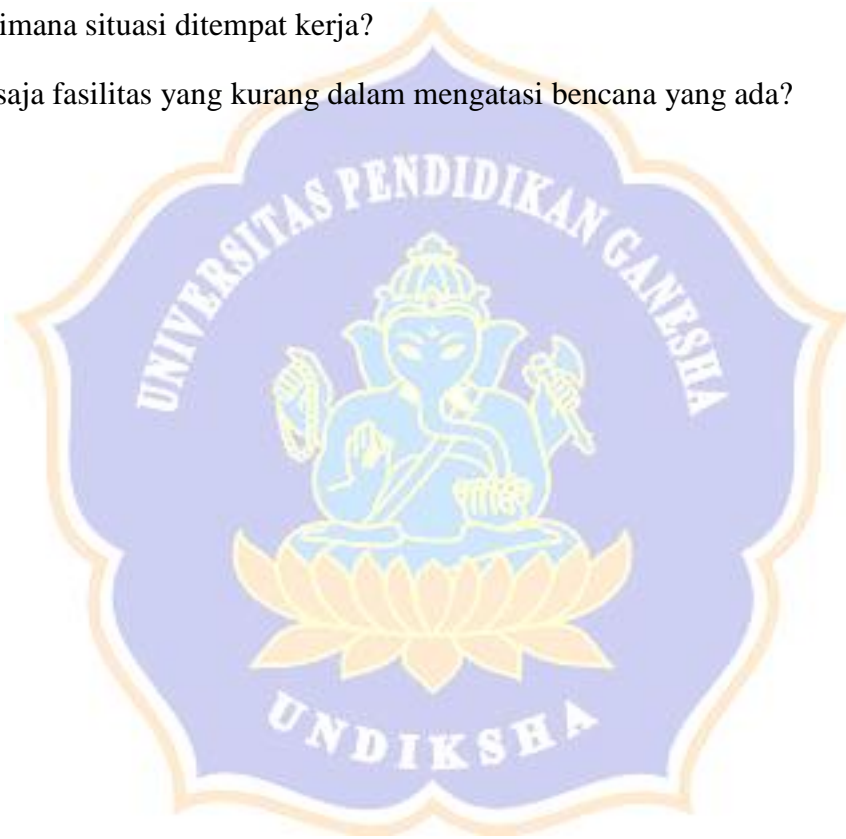 imana situasi ditempat kerja?
saja fasilitas yang kurang dalam mengatasi bencana yang ada?
UNIVERSITAS PENDIDIKAN GANESHA
UNDIKSHA